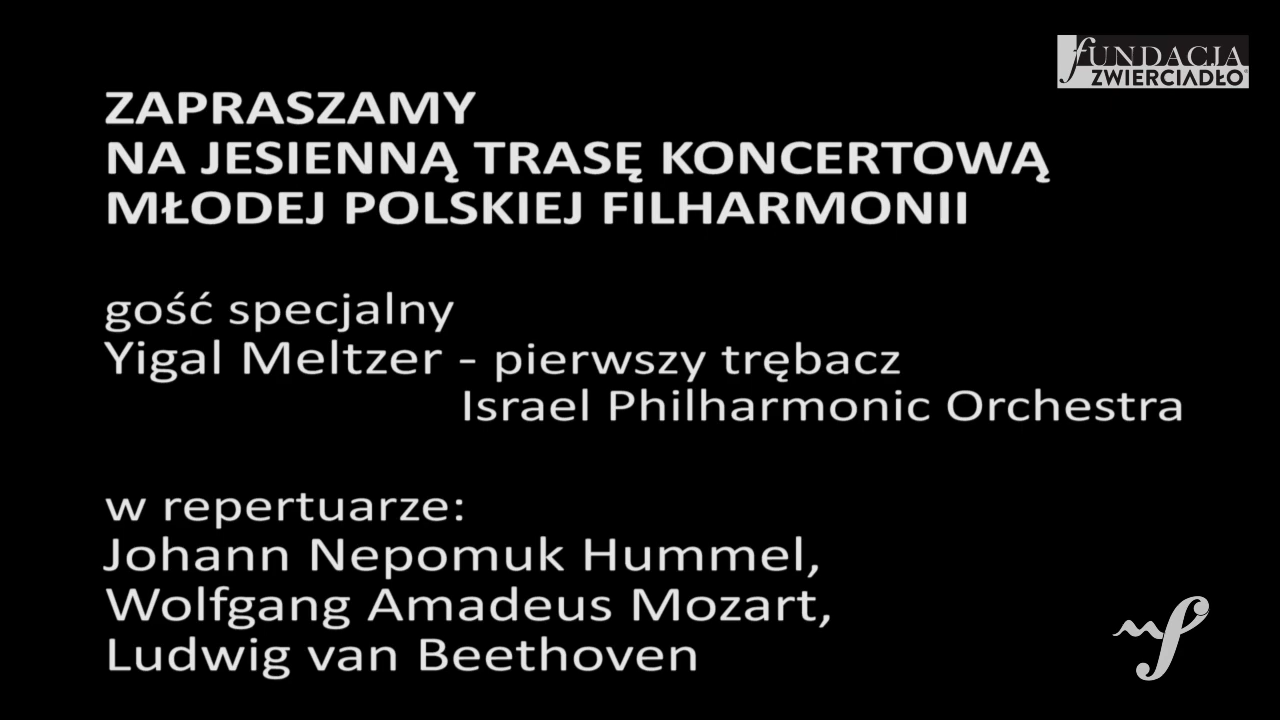 FUNDACJA
ZWIERCIADŁO
ZAPRASZAMY
NA JESIENNĄ TRASĘ KONCERTOWĄ
MŁODEJ POLSKIEJ FILHARMONII
gość specjalny
Yigal Meltzer - pierwszy trębacz
Israel Philharmonic Orchestra
w repertuarze:
Johann Nepomuk Hummel,
Wolfgang Amadeus Mozart,
Ludwig van Beethoven